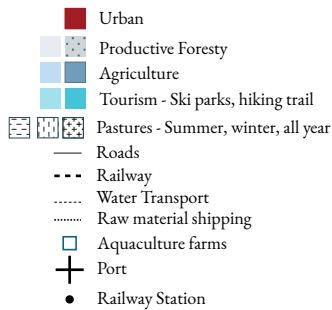 Urban
Productive Foresty
Agriculture
Tourism - Ski parks, hiking trail
Pastures - Summer, winter, all year
Roads
Railway
Water Transport
Raw material shipping
Aquaculture farms
Port
Railway Station